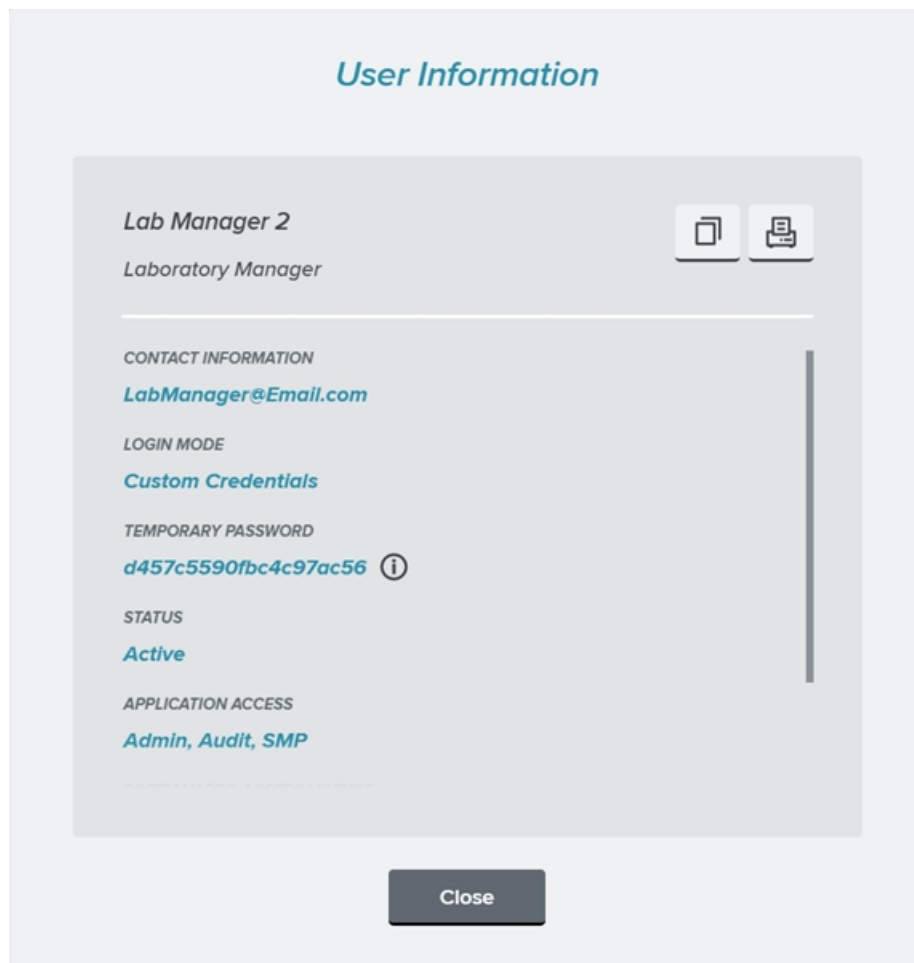 User Information
Lab Manager 2
Laboratory Manager
CONTACT INFORMATION
LabManager@Email.com
LOGIN MODE
Custom Credentials
TEMPORARY PASSWORD
d457c5590fbc4c97ac56
STATUS
Active
APPLICATION ACCESS
Admin, Audit, SMP
Close